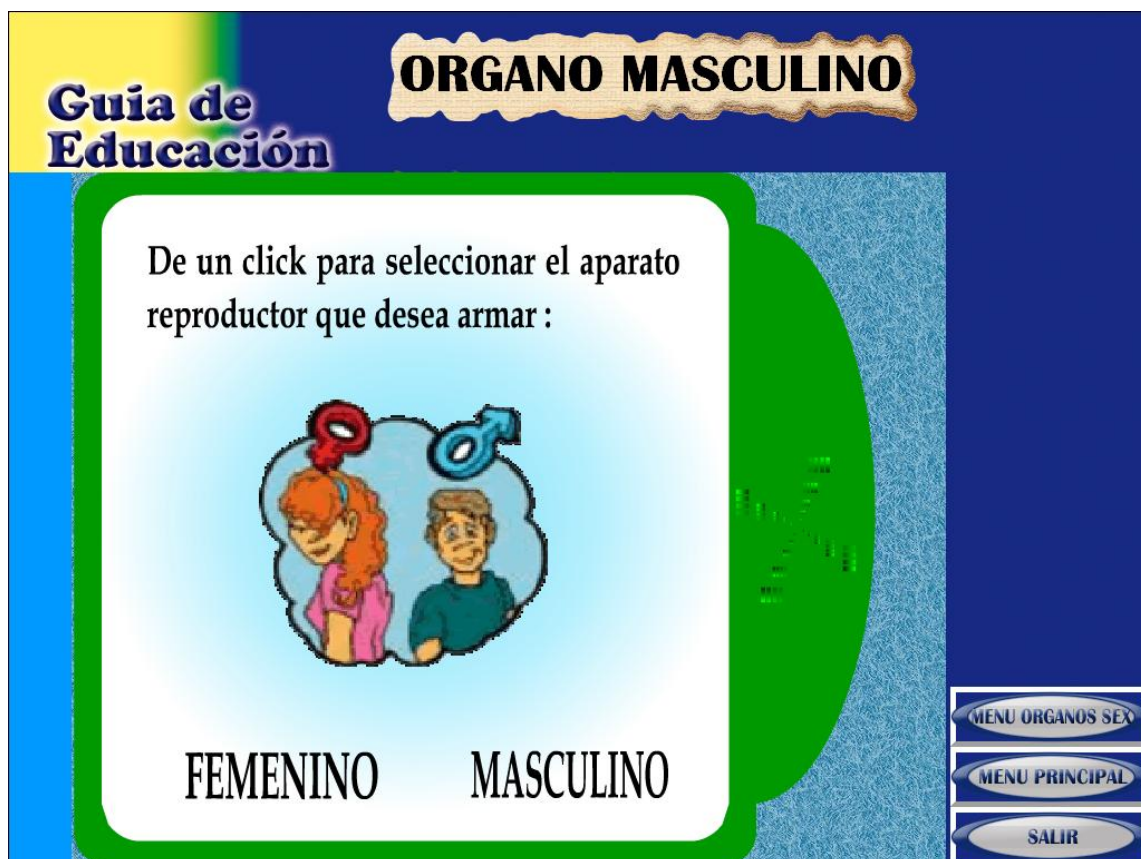 ORGANO MASCULINO
Guia de
Educación
De un click para seleccionar el aparato
reproductor que desea armar :
FEMENINO MASCULINO
MENU ORGANOS SEX
MENU PRINCIPAL
SALIR